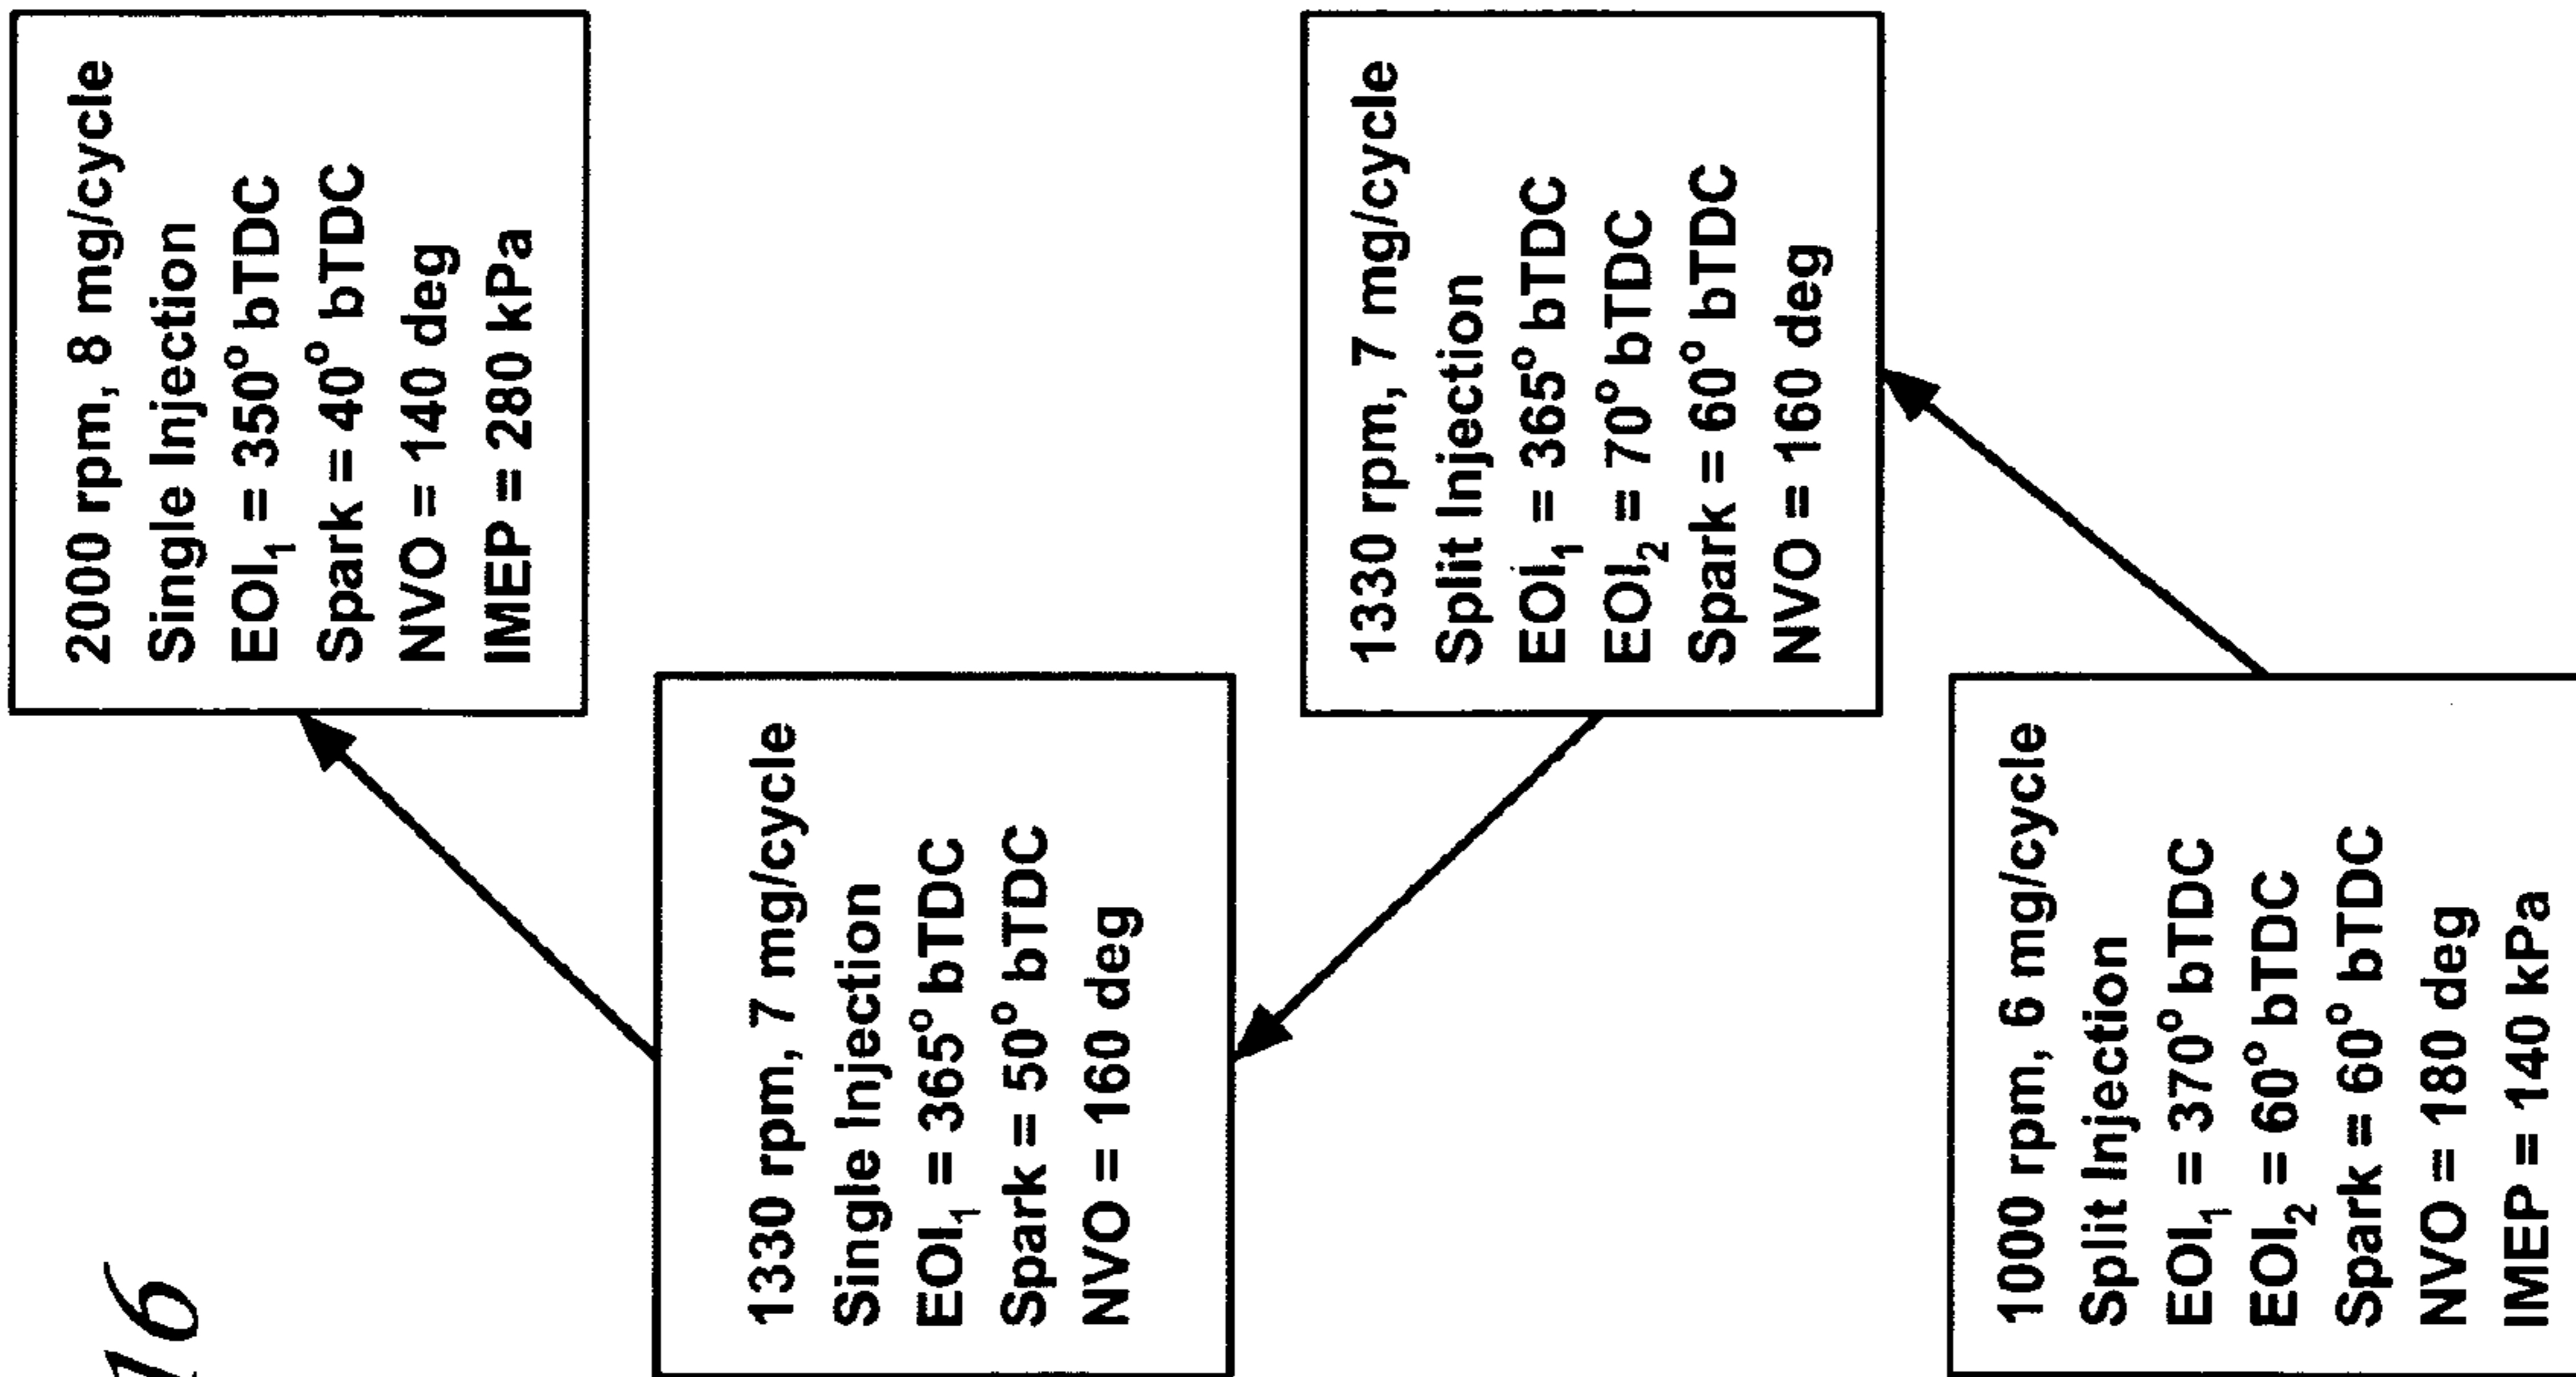 16
2000 rpm, 8 mg/cycle
Single Injection
EOI₁ = 350° bTDC
Spark = 40° bTDC
NVO = 140 deg
IMEP = 280 kPa
1330 rpm, 7 mg/cycle
Single Injection
EOI₁ = 365° bTDC
Spark = 50° bTDC
NVO = 160 deg
1330 rpm, 7 mg/cycle
Split Injection
EOI₁ = 365° bTDC
EOI₂ = 70° bTDC
Spark = 60° bTDC
NVO = 160 deg
1000 rpm, 6 mg/cycle
Split Injection
EOI₁ = 370° bTDC
EOI₂ = 60° bTDC
Spark = 60° bTDC
NVO = 180 deg
IMEP = 140 kPa